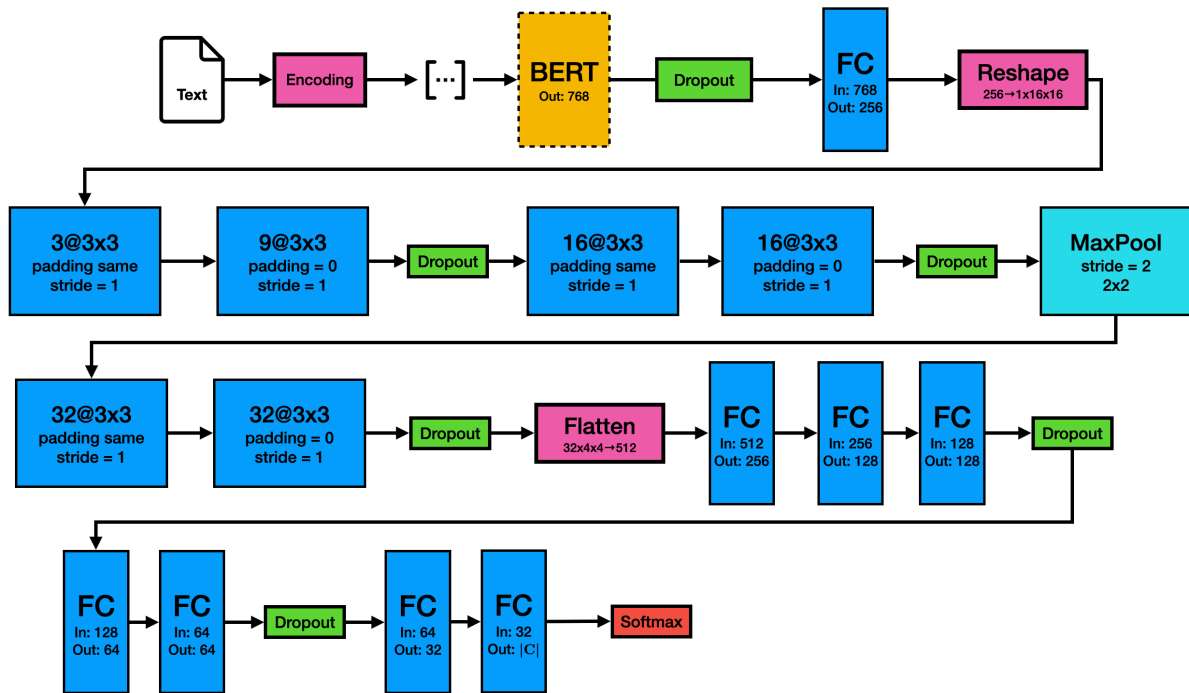 Text
Encoding
[...]
BERT
Out: 768
Dropout
FC
In: 768
Out: 256
Reshape
256→1x16x16
3@3x3
padding same
stride = 1
9@3x3
padding = 0
stride = 1
Dropout
16@3x3
padding same
stride = 1
16@3x3
padding = 0
stride = 1
Dropout
MaxPool
stride = 2
2x2
32@3x3
padding same
stride = 1
32@3x3
padding = 0
stride = 1
Dropout
Flatten
32x4x4→512
FC
In: 512
Out: 256
FC
In: 256
Out: 128
FC
In: 128
Out: 128
Dropout
FC
In: 128
Out: 64
FC
In: 64
Out: 64
Dropout
FC
In: 64
Out: 32
FC
In: 32
Out: |C|
Softmax